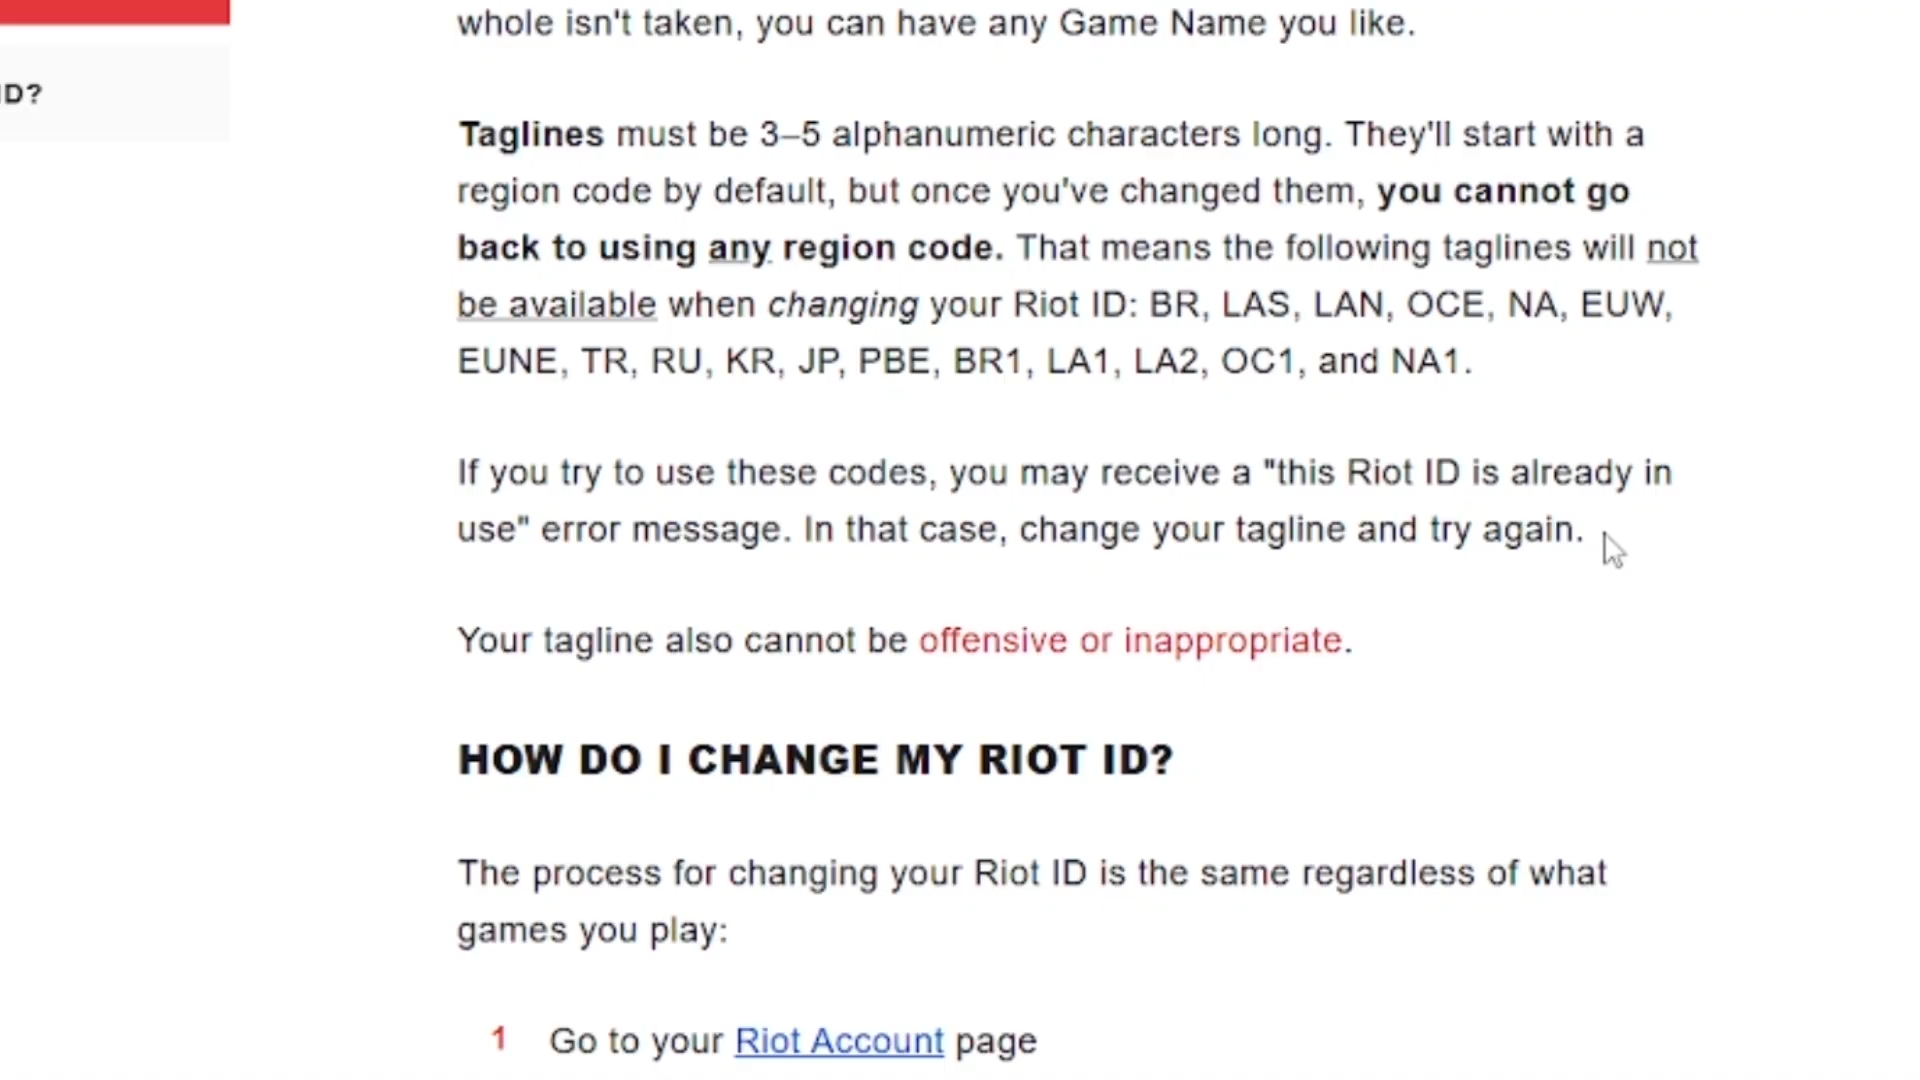 whole isn't taken, you can have any Game Name you like.
ID?
Taglines must be 3–5 alphanumeric characters long. They'll start with a
region code by default, but once you've changed them, you cannot go
back to using any region code. That means the following taglines will not
be available when changing your Riot ID: BR, LAS, LAN, OCE, NA, EUW,
EUNE, TR, RU, KR, JP, PBE, BR1, LA1, LA2, OC1, and NA1.
If you try to use these codes, you may receive a "this Riot ID is already in
use" error message. In that case, change your tagline and try again.
Your tagline also cannot be offensive or inappropriate.
HOW DO I CHANGE MY RIOT ID?
The process for changing your Riot ID is the same regardless of what
games you play:
1 Go to your Riot Account page